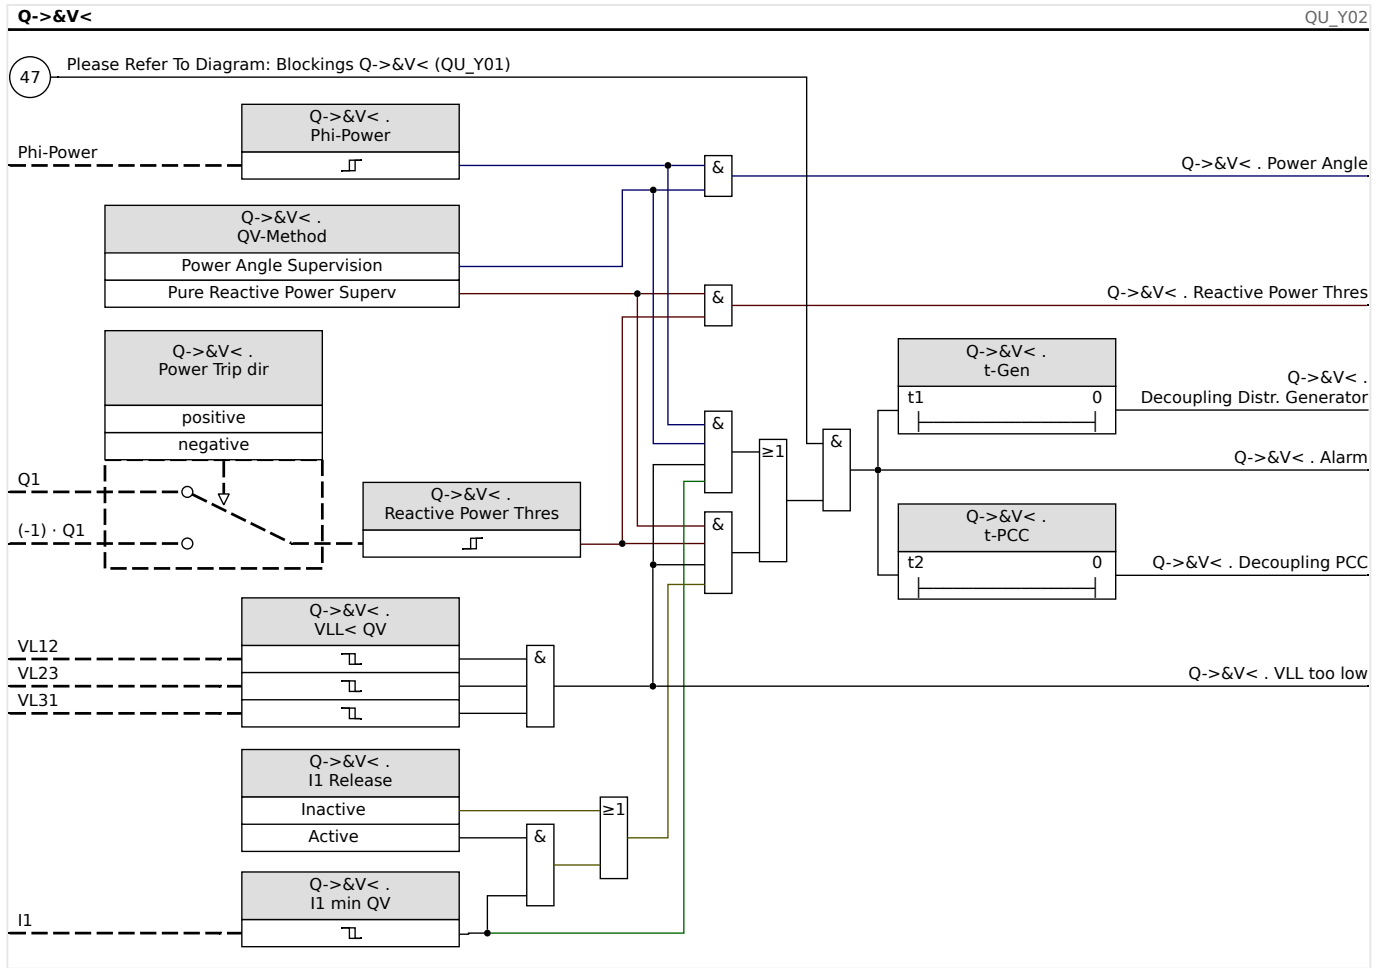 Q->&V<
QU_Y02
47
Please Refer To Diagram: Blockings Q->&V< (QU_Y01)
Q->&V< .
Phi-Power
Phi-Power
&
Q->&V< . Power Angle
Q->&V< .
QV-Method
Power Angle Supervision
Pure Reactive Power Superv
&
Q->&V< . Reactive Power Thres
Q->&V< .
Power Trip dir
positive
negative
Q1
(-1) · Q1
Q->&V< .
Reactive Power Thres
&
&
≥1
&
Q->&V< .
t-Gen
t1 0
Q->&V< .
Decoupling Distr. Generator
Q->&V< . Alarm
Q->&V< .
t-PCC
t2 0
Q->&V< . Decoupling PCC
Q->&V< .
VLL< QV
VL12
VL23
VL31
&
Q->&V< . VLL too low
Q->&V< .
I1 Release
Inactive
Active
&
≥1
Q->&V< .
I1 min QV
I1